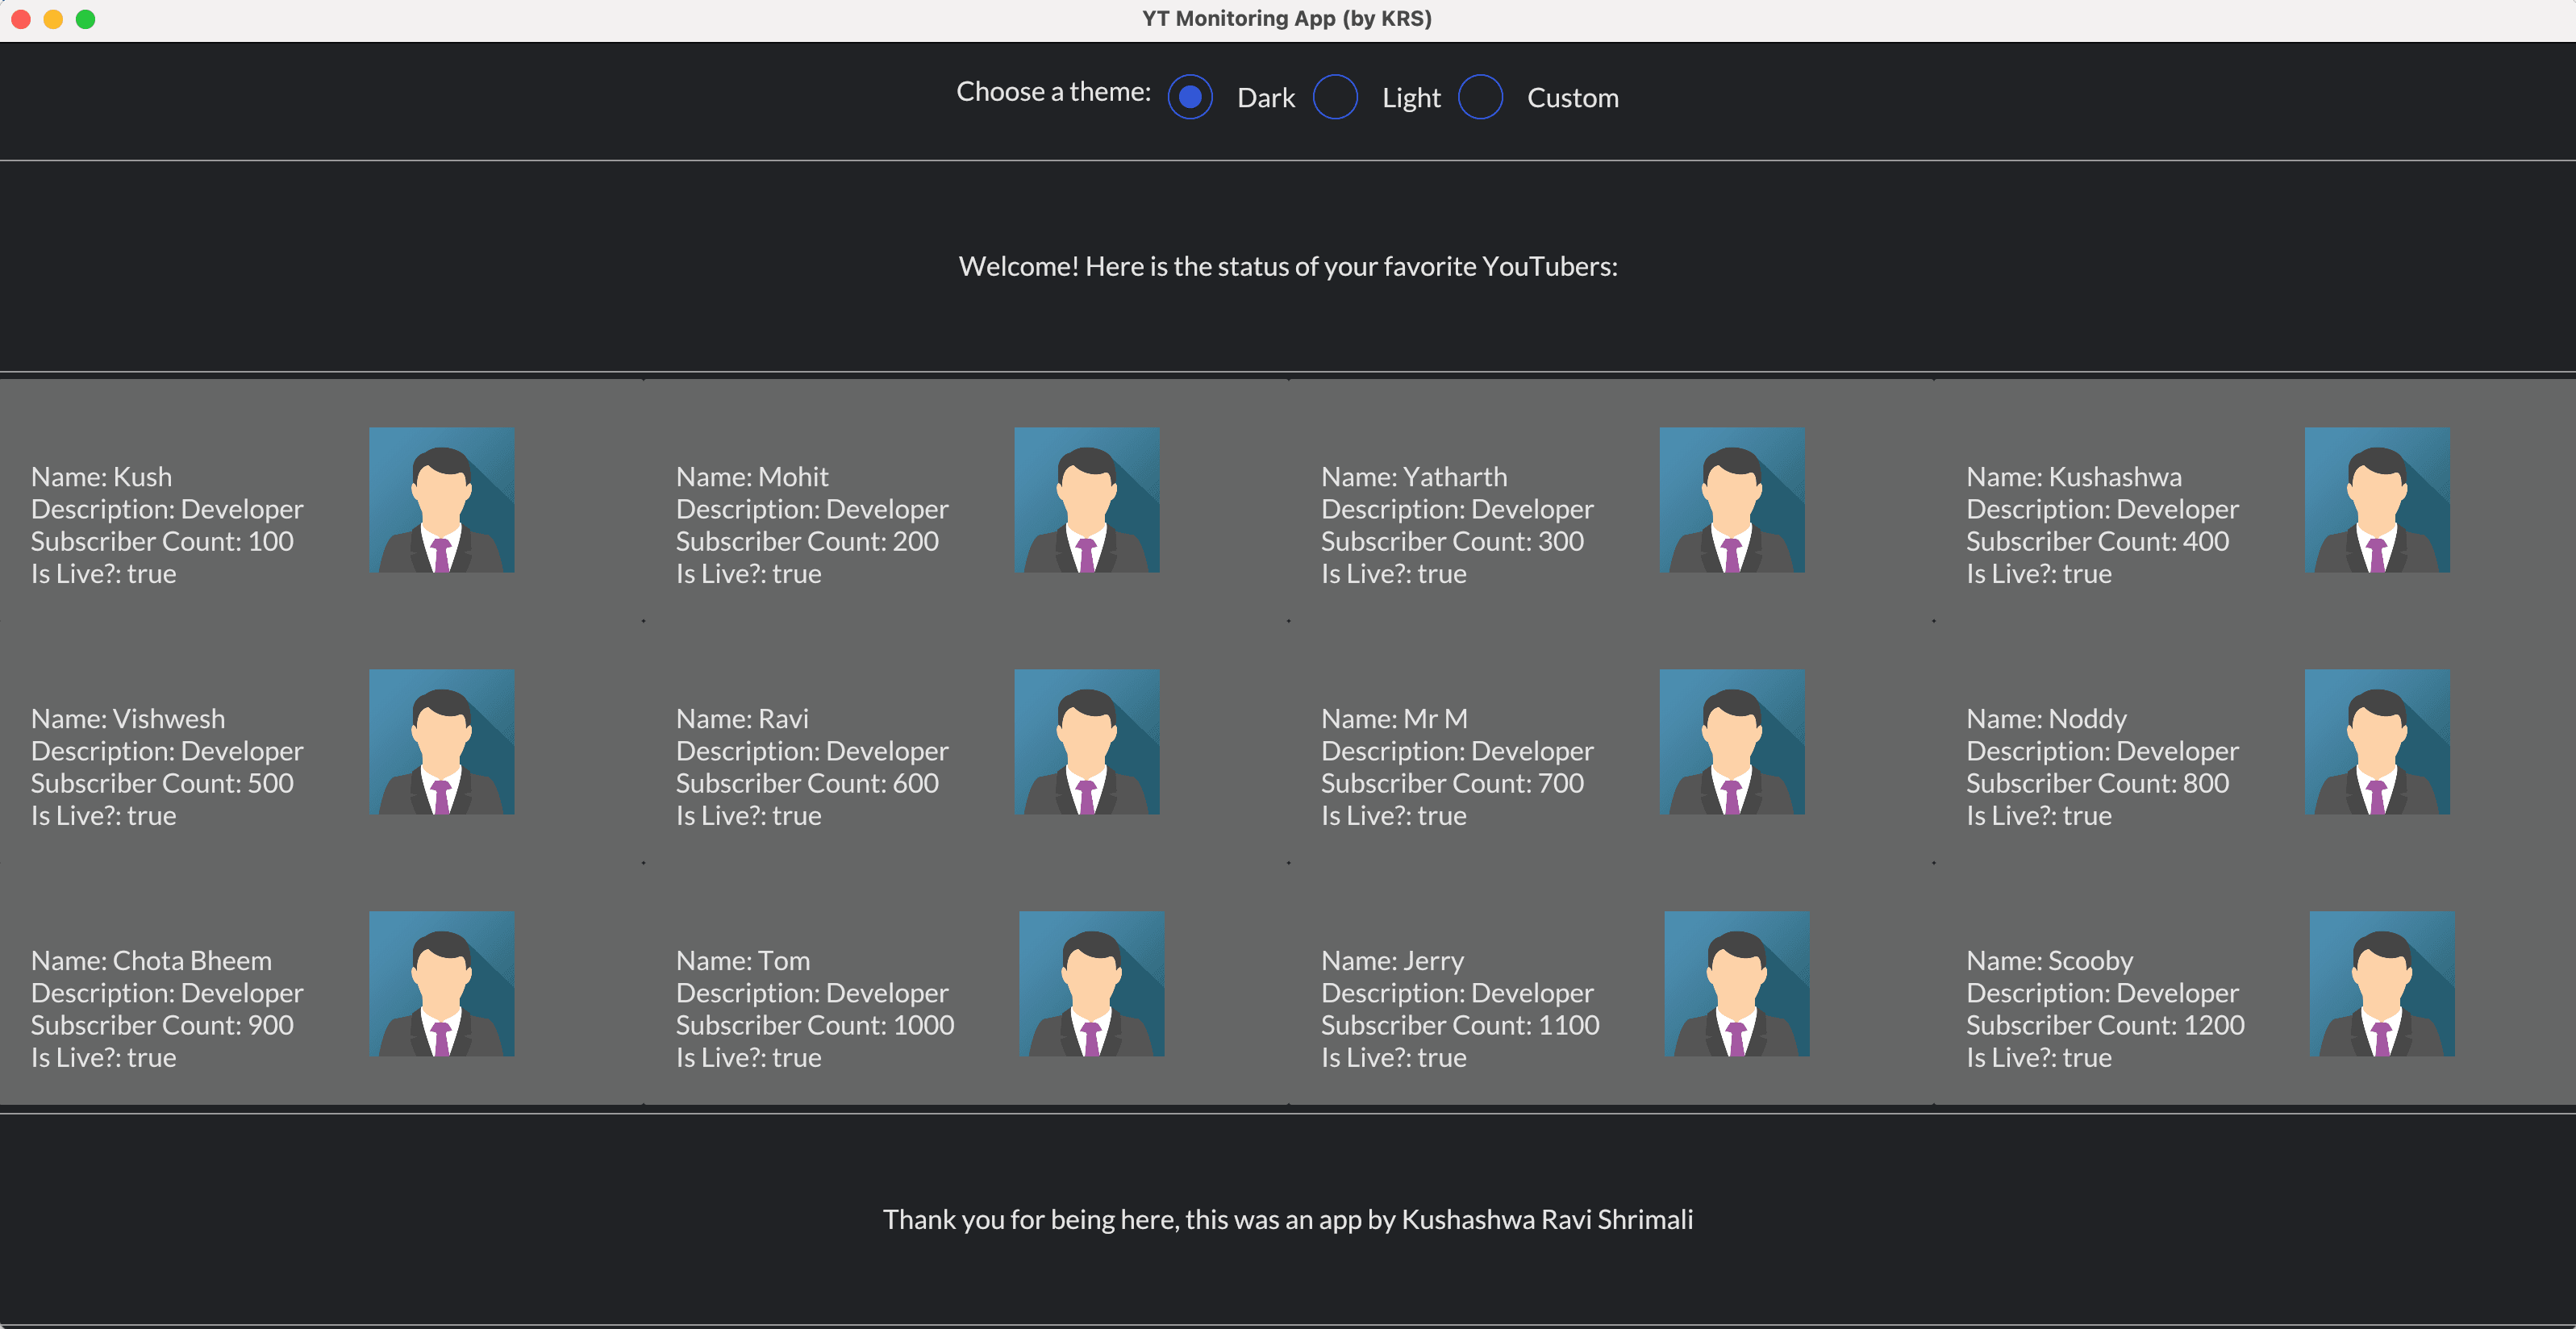 YT Monitoring App (by KRS)
Choose a theme: Dark Light Custom
Welcome! Here is the status of your favorite YouTubers:
Name: Kush
Description: Developer
Subscriber Count: 100
Is Live?: true
Name: Mohit
Description: Developer
Subscriber Count: 200
Is Live?: true
Name: Yatharth
Description: Developer
Subscriber Count: 300
Is Live?: true
Name: Kushashwa
Description: Developer
Subscriber Count: 400
Is Live?: true
Name: Vishwesh
Description: Developer
Subscriber Count: 500
Is Live?: true
Name: Ravi
Description: Developer
Subscriber Count: 600
Is Live?: true
Name: Mr M
Description: Developer
Subscriber Count: 700
Is Live?: true
Name: Noddy
Description: Developer
Subscriber Count: 800
Is Live?: true
Name: Chota Bheem
Description: Developer
Subscriber Count: 900
Is Live?: true
Name: Tom
Description: Developer
Subscriber Count: 1000
Is Live?: true
Name: Jerry
Description: Developer
Subscriber Count: 1100
Is Live?: true
Name: Scooby
Description: Developer
Subscriber Count: 1200
Is Live?: true
Thank you for being here, this was an app by Kushashwa Ravi Shrimali